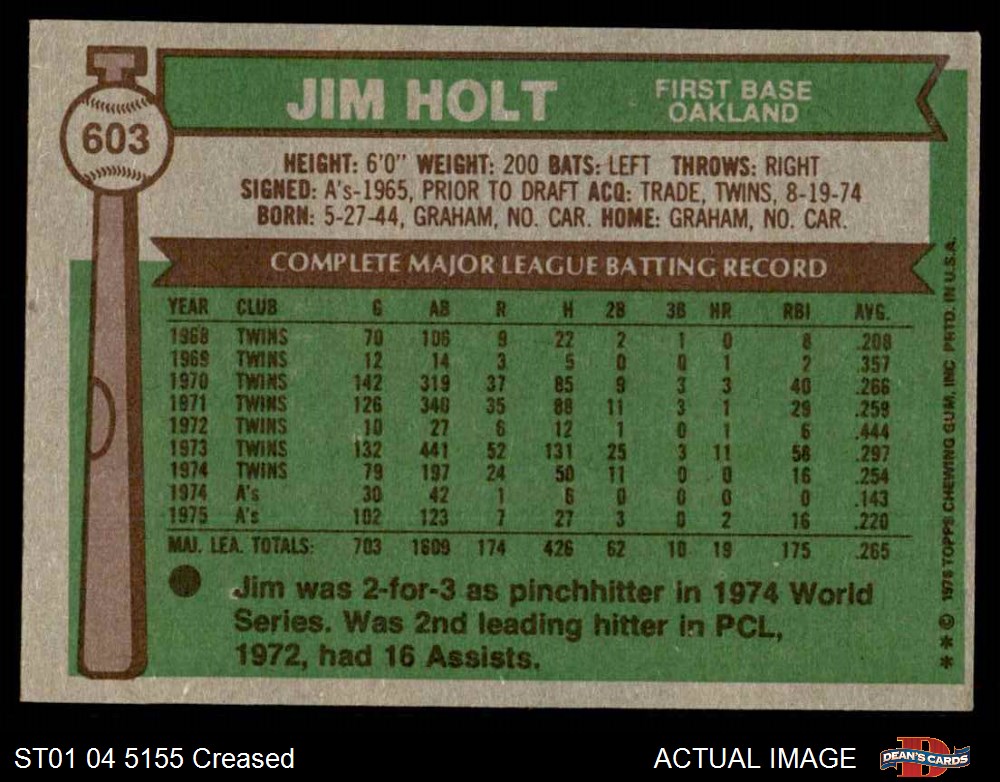 603
JIM HOLT
FIRST BASE
OAKLAND
HEIGHT: 6'0" WEIGHT: 200 BATS: LEFT THROWS: RIGHT
SIGNED: A's-1965, PRIOR TO DRAFT ACQ: TRADE, TWINS, 8-19-74
BORN: 5-27-44, GRAHAM, NO. CAR. HOME: GRAHAM, NO. CAR.
COMPLETE MAJOR LEAGUE BATTING RECORD
YEAR CLUB G AB R H 2B 3B HR RBI AVG.
1968 TWINS 70 106 9 22 2 1 0 8 .208
1969 TWINS 12 14 3 5 0 0 1 2 .357
1970 TWINS 142 319 37 85 9 3 3 40 .266
1971 TWINS 126 340 35 88 11 3 1 29 .259
1972 TWINS 10 27 6 12 1 0 1 6 .444
1973 TWINS 132 441 52 131 25 3 11 58 .297
1974 TWINS 79 197 24 50 11 0 0 16 .254
1974 A's 30 42 1 6 0 0 0 0 .143
1975 A's 102 123 7 27 3 0 2 16 .220
MAJ. LEA. TOTALS: 703 1609 174 426 62 10 19 175 .265
Jim was 2-for-3 as pinchhitter in 1974 World
Series. Was 2nd leading hitter in PCL,
1972, had 16 Assists.
** © 1976 TOPPS CHEWING GUM, INC PRTD. IN U.S.A.
ST01 04 5155 Creased
ACTUAL IMAGE
D
DEAN'S CARDS